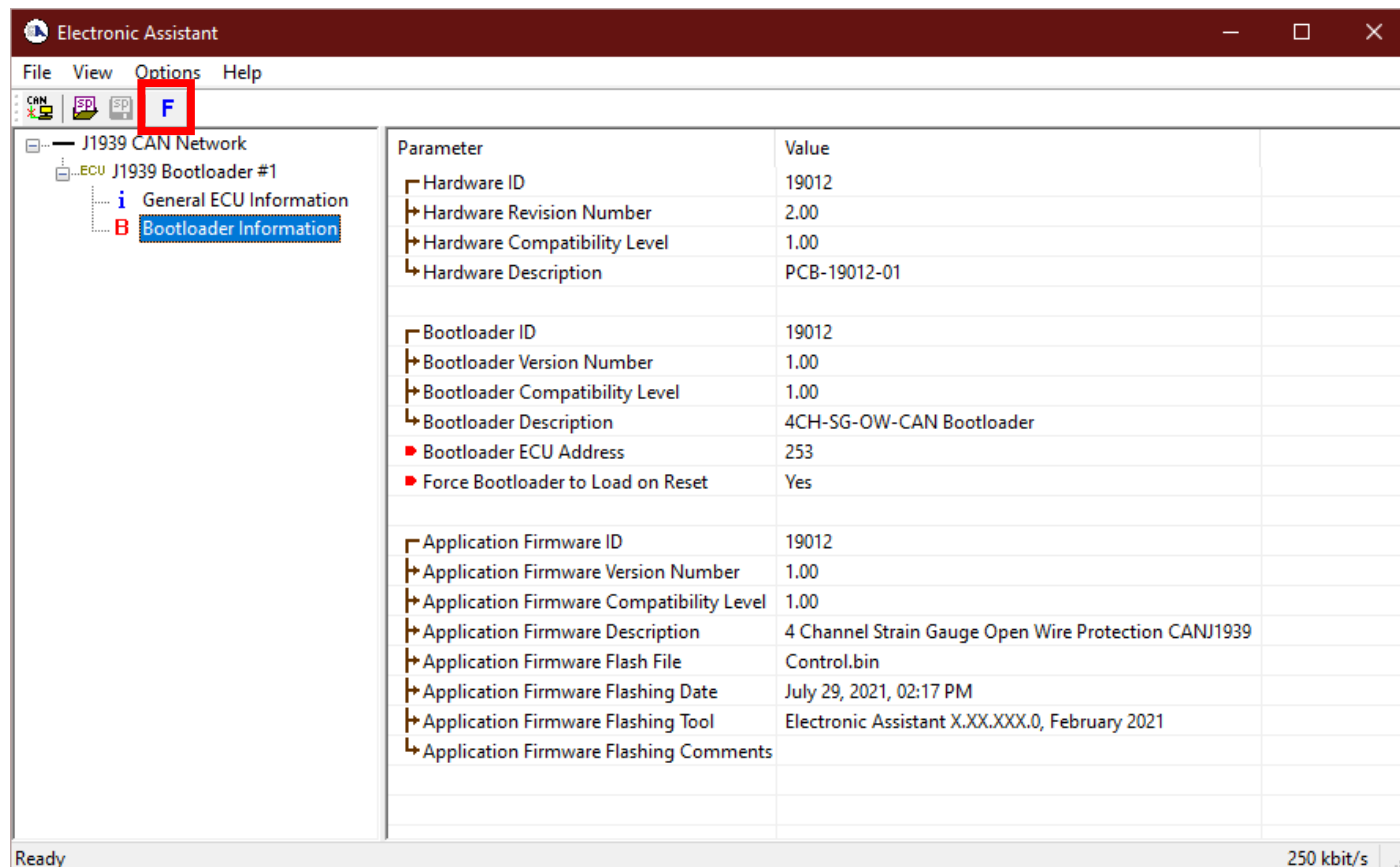 Electronic Assistant
File View Options Help
CAN SP SP F
J1939 CAN Network
ECU J1939 Bootloader #1
i General ECU Information
B Bootloader Information
Parameter Value
Hardware ID 19012
Hardware Revision Number 2.00
Hardware Compatibility Level 1.00
Hardware Description PCB-19012-01
Bootloader ID 19012
Bootloader Version Number 1.00
Bootloader Compatibility Level 1.00
Bootloader Description 4CH-SG-OW-CAN Bootloader
Bootloader ECU Address 253
Force Bootloader to Load on Reset Yes
Application Firmware ID 19012
Application Firmware Version Number 1.00
Application Firmware Compatibility Level 1.00
Application Firmware Description 4 Channel Strain Gauge Open Wire Protection CANJ1939
Application Firmware Flash File Control.bin
Application Firmware Flashing Date July 29, 2021, 02:17 PM
Application Firmware Flashing Tool Electronic Assistant X.XX.XXX.0, February 2021
Application Firmware Flashing Comments
Ready 250 kbit/s